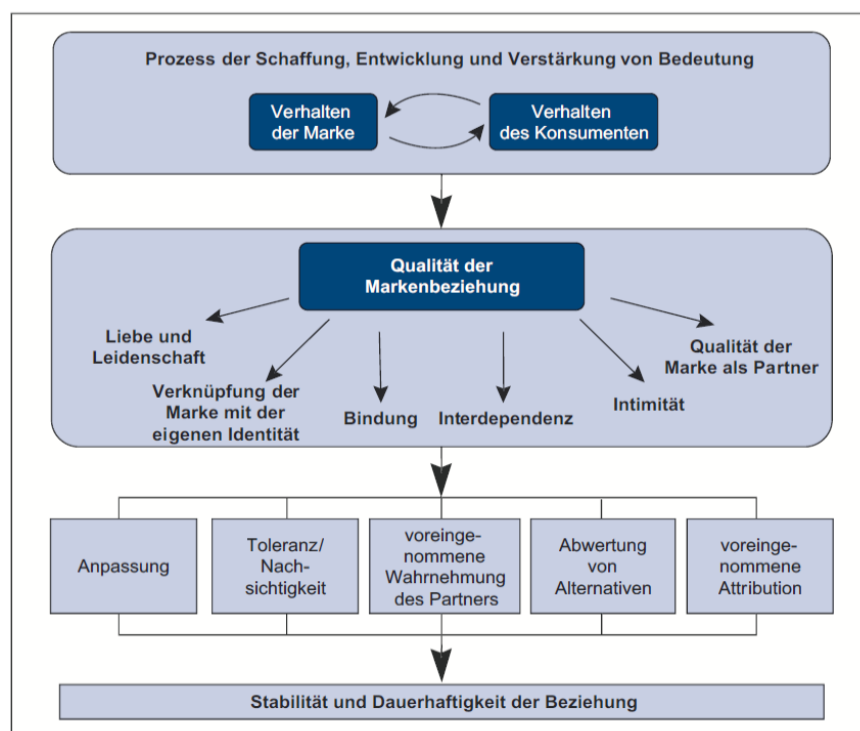 Prozess der Schaffung, Entwicklung und Verstärkung von Bedeutung
Verhalten
der Marke
Verhalten
des Konsumenten
Qualität der
Markenbeziehung
Liebe und
Leidenschaft
Verknüpfung der
Marke mit der
eigenen Identität
Bindung
Interdependenz
Intimität
Qualität der
Marke als Partner
Anpassung
Toleranz/
Nach-
sichtigkeit
voreinge-
nommene
Wahrnehmung
des Partners
Abwertung
von
Alternativen
voreinge-
nommene
Attribution
Stabilität und Dauerhaftigkeit der Beziehung